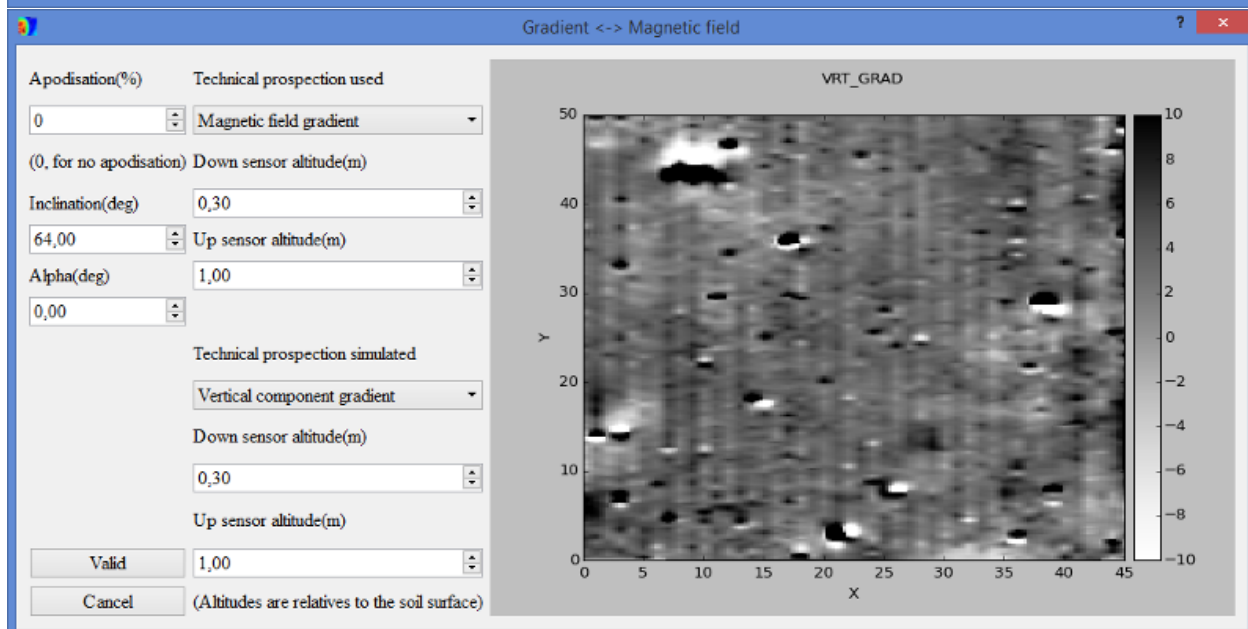 Gradient <-> Magnetic field
? ×
Apodisation(%) Technical prospection used
0 Magnetic field gradient
(0, for no apodisation) Down sensor altitude(m)
Inclination(deg) 0,30
64,00 Up sensor altitude(m)
Alpha(deg) 1,00
0,00
Technical prospection simulated
Vertical component gradient
Down sensor altitude(m)
0,30
Up sensor altitude(m)
Valid 1,00
Cancel (Altitudes are relatives to the soil surface)
VRT_GRAD
50
40
30
20
10
0
Y
0 5 10 15 20 25 30 35 40 45
X
10
8
6
4
2
0
−2
−4
−6
−8
−10